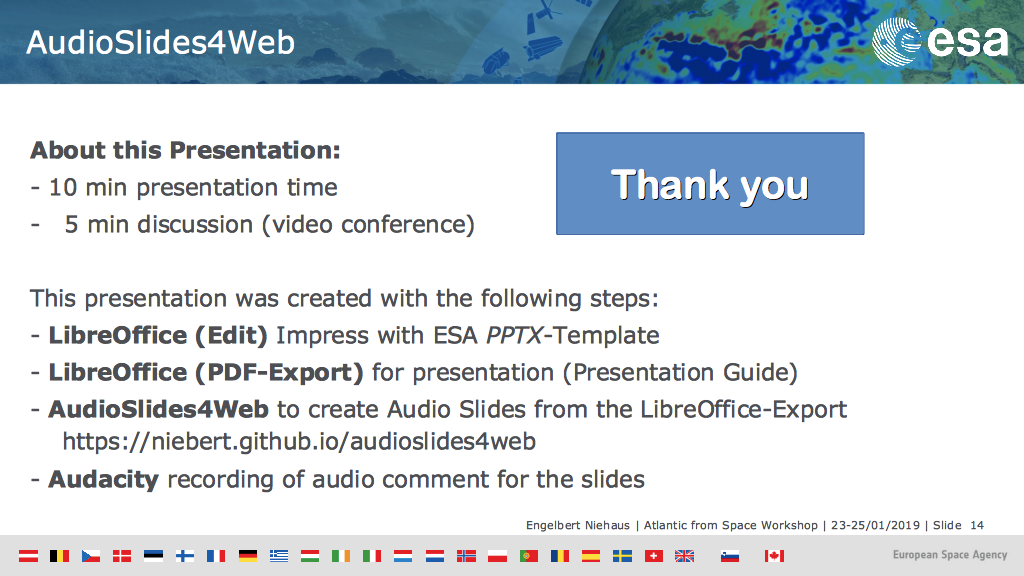 AudioSlides4Web
esa
About this Presentation:
- 10 min presentation time
- 5 min discussion (video conference)
Thank you
This presentation was created with the following steps:
- LibreOffice (Edit) Impress with ESA PPTX-Template
- LibreOffice (PDF-Export) for presentation (Presentation Guide)
- AudioSlides4Web to create Audio Slides from the LibreOffice-Export
https://niebert.github.io/audioslides4web
- Audacity recording of audio comment for the slides
Engelbert Niehaus | Atlantic from Space Workshop | 23-25/01/2019 | Slide 14
European Space Agency